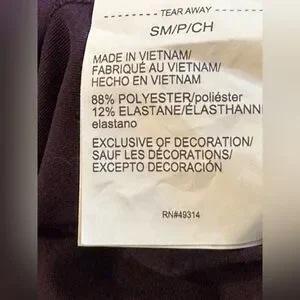 TEAR AWAY
SM/P/CH
MADE IN VIETNAM/
FABRIQUÉ AU VIETNAM/
HECHO EN VIETNAM
88% POLYESTER/poliéster
12% ELASTANE/ÉLASTHANN
elastano
EXCLUSIVE OF DECORATION/
SAUF LES DÉCORATIONS/
EXCEPTO DECORACIÓN
RN#49314